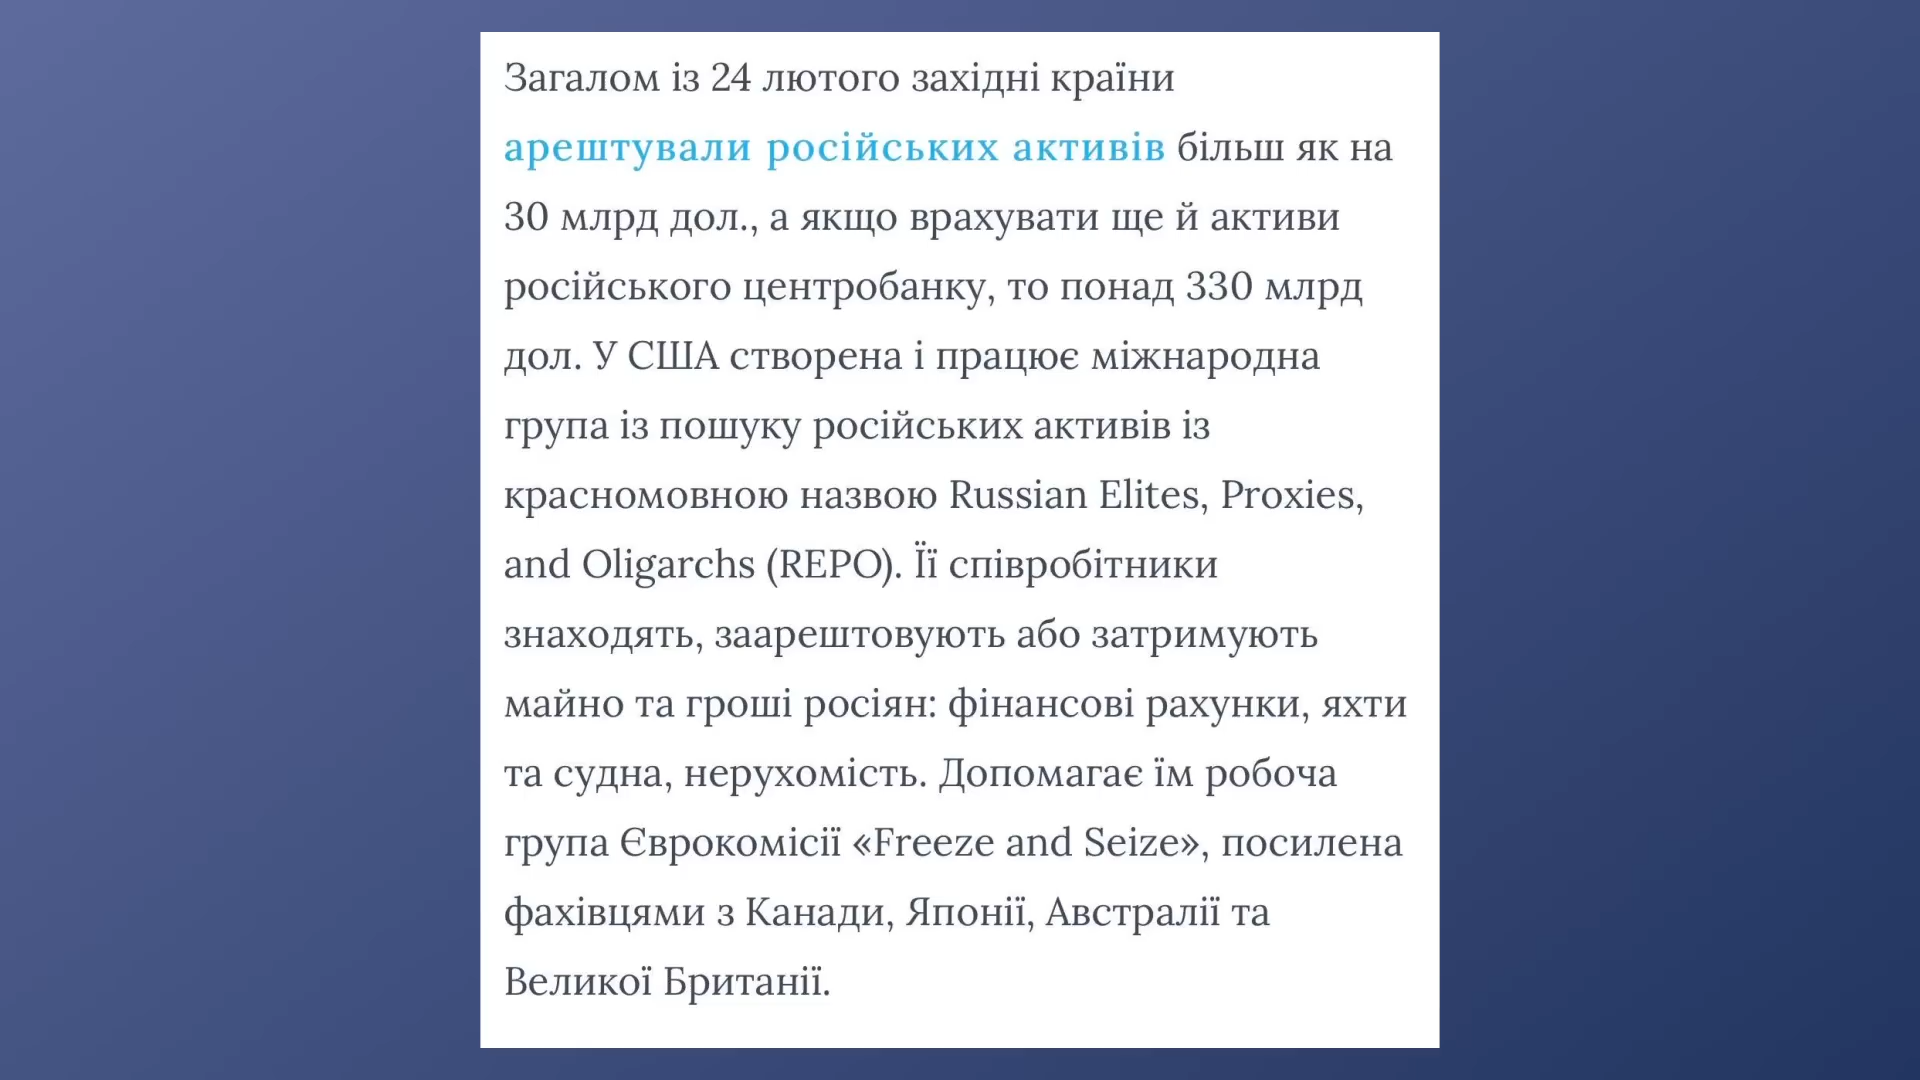 Загалом із 24 лютого західні країни
арештували російських активів більш як на
30 млрд дол., а якщо врахувати ще й активи
російського центробанку, то понад 330 млрд
дол. У США створена і працює міжнародна
група із пошуку російських активів із
красномовною назвою Russian Elites, Proxies,
and Oligarchs (REPO). Її співробітники
знаходять, заарештовують або затримують
майно та гроші росіян: фінансові рахунки, яхти
та судна, нерухомість. Допомагає їм робоча
група Єврокомісії «Freeze and Seize», посилена
фахівцями з Канади, Японії, Австралії та
Великої Британії.